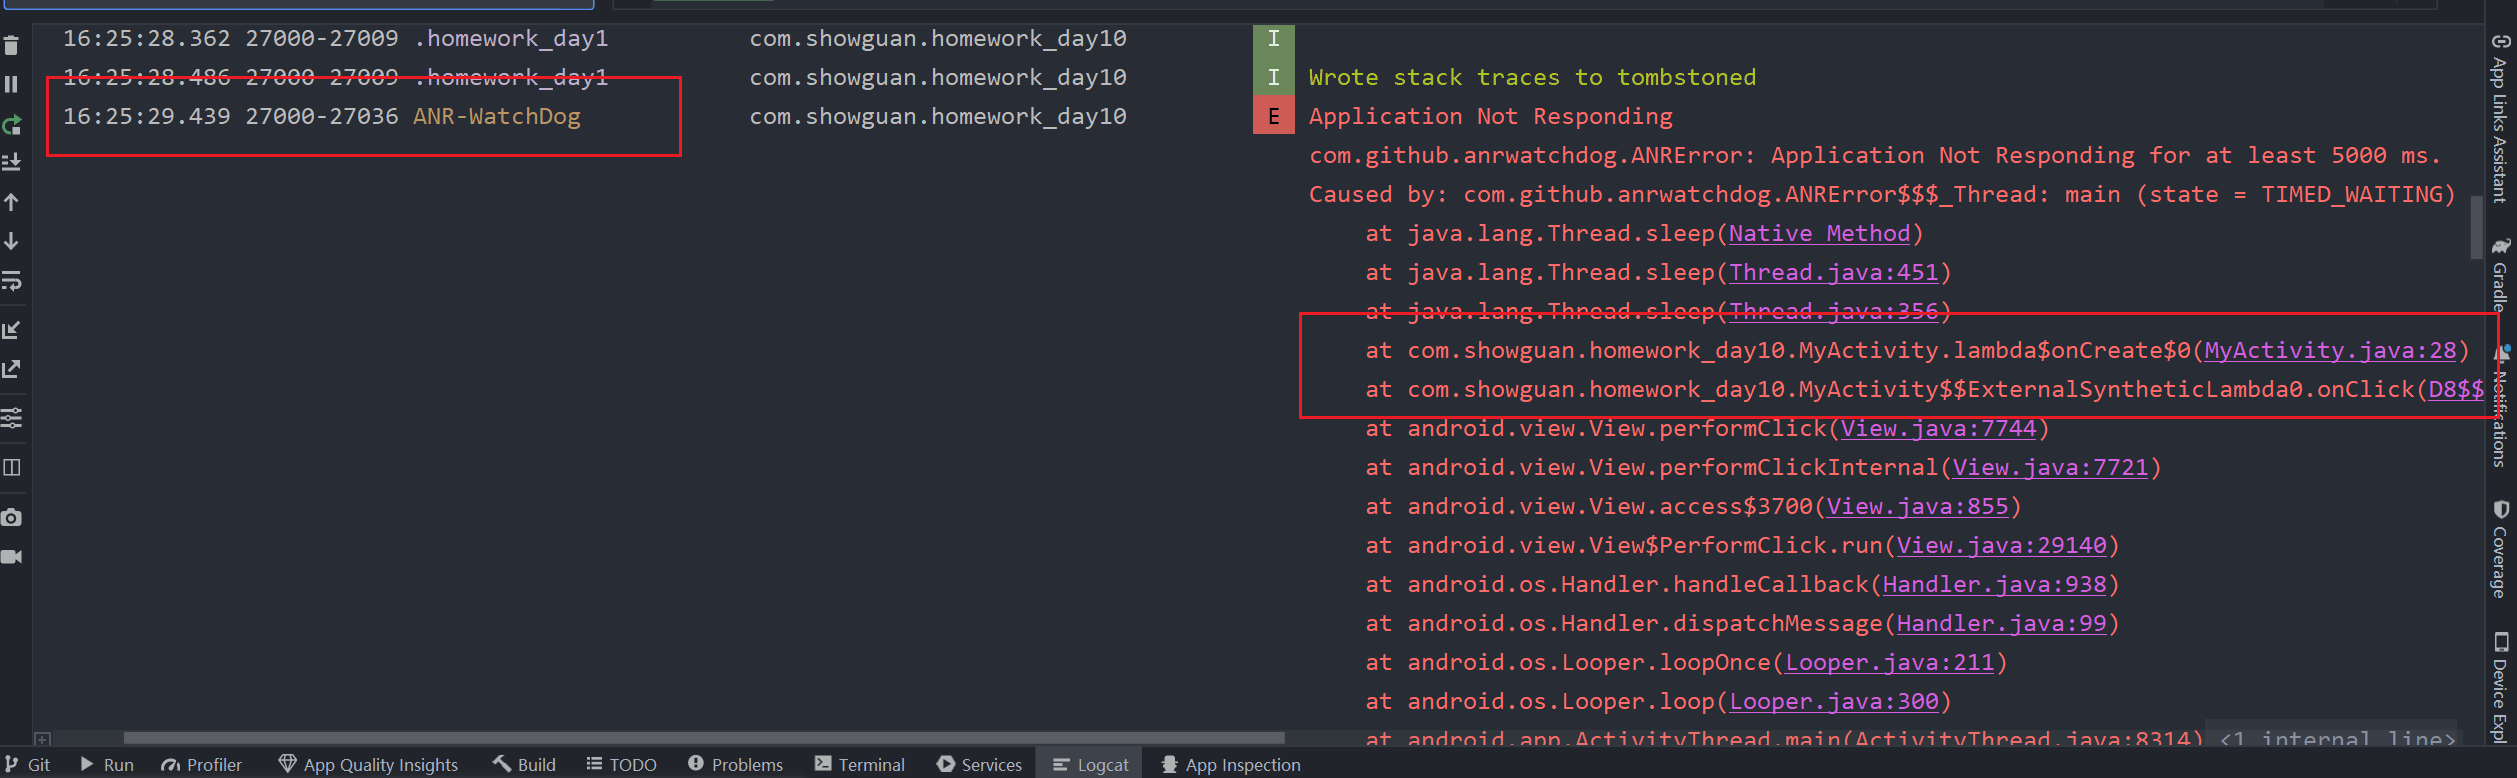 16:25:28.362 27000-27009 .homework_day1 com.showguan.homework_day10 I
16:25:28.486 27000-27009 .homework_day1 com.showguan.homework_day10 I Wrote stack traces to tombstoned
16:25:29.439 27000-27036 ANR-WatchDog com.showguan.homework_day10 E Application Not Responding
com.github.anrwatchdog.ANRError: Application Not Responding for at least 5000 ms.
Caused by: com.github.anrwatchdog.ANRError$$$_Thread: main (state = TIMED_WAITING)
at java.lang.Thread.sleep(Native Method)
at java.lang.Thread.sleep(Thread.java:451)
at java.lang.Thread.sleep(Thread.java:356)
at com.showguan.homework_day10.MyActivity.lambda$onCreate$0(MyActivity.java:28)
at com.showguan.homework_day10.MyActivity$$ExternalSyntheticLambda0.onClick(D8$$
at android.view.View.performClick(View.java:7744)
at android.view.View.performClickInternal(View.java:7721)
at android.view.View.access$3700(View.java:855)
at android.view.View$PerformClick.run(View.java:29140)
at android.os.Handler.handleCallback(Handler.java:938)
at android.os.Handler.dispatchMessage(Handler.java:99)
at android.os.Looper.loopOnce(Looper.java:211)
at android.os.Looper.loop(Looper.java:300)
at android.app.ActivityThread.main(ActivityThread.java:8314) <1 internal line>
App Links Assistant
Gradle
Notifications
Coverage
Device Expl
Git
Run
Profiler
App Quality Insights
Build
TODO
Problems
Terminal
Services
Logcat
App Inspection